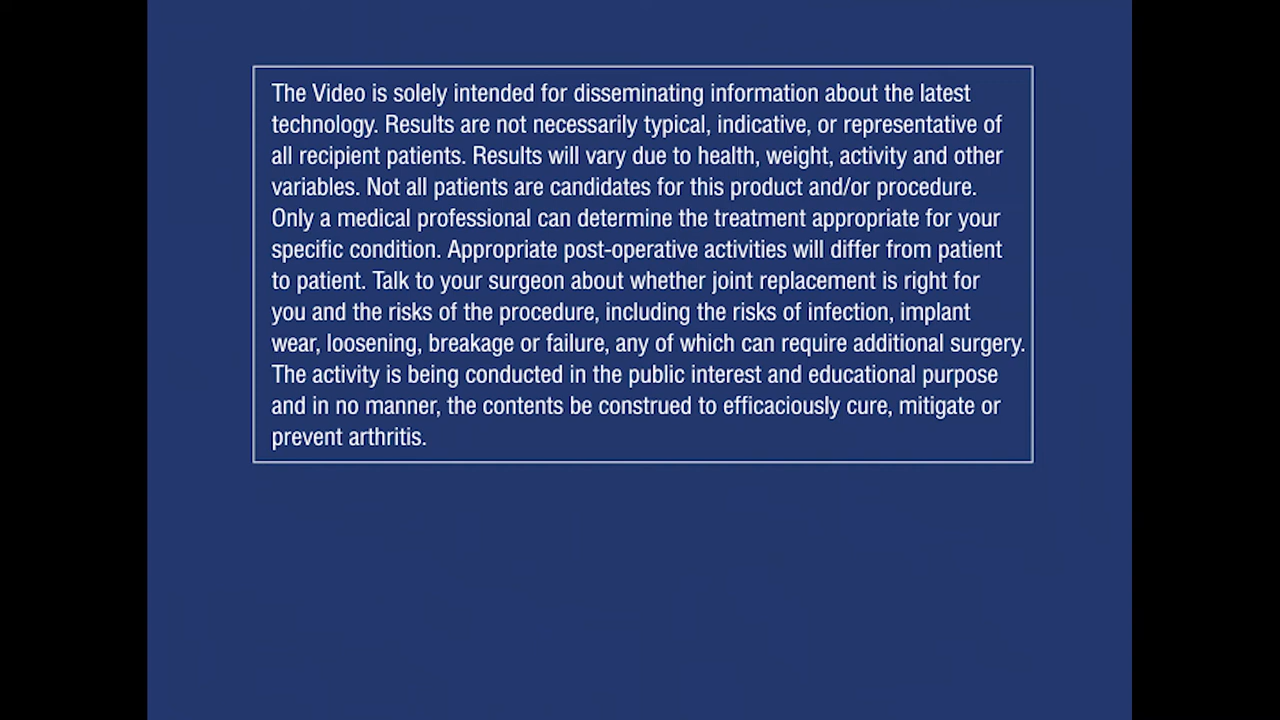 The Video is solely intended for disseminating information about the latest
technology. Results are not necessarily typical, indicative, or representative of
all recipient patients. Results will vary due to health, weight, activity and other
variables. Not all patients are candidates for this product and/or procedure.
Only a medical professional can determine the treatment appropriate for your
specific condition. Appropriate post-operative activities will differ from patient
to patient. Talk to your surgeon about whether joint replacement is right for
you and the risks of the procedure, including the risks of infection, implant
wear, loosening, breakage or failure, any of which can require additional surgery.
The activity is being conducted in the public interest and educational purpose
and in no manner, the contents be construed to efficaciously cure, mitigate or
prevent arthritis.